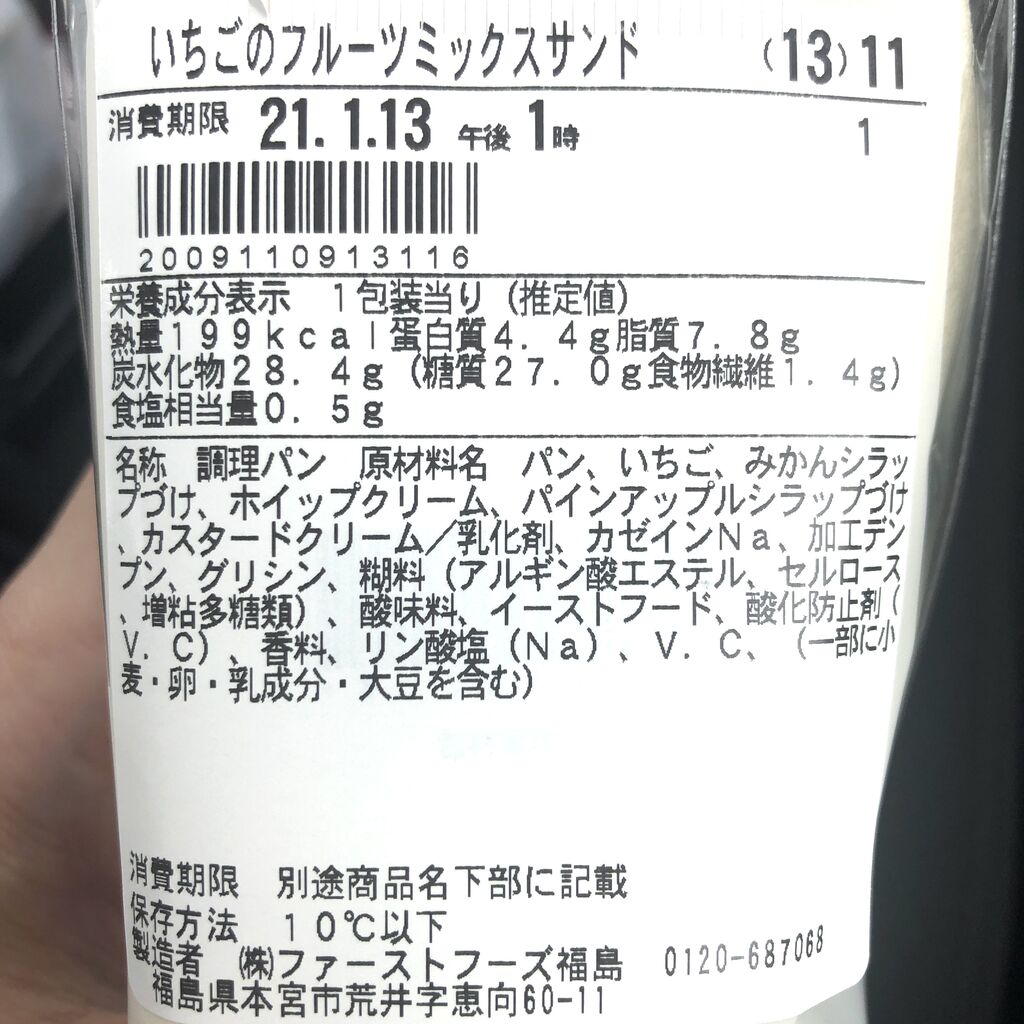 いちごのフルーツミックスサンド (13)11
消費期限 21.1.13 午後 1時 1
2009110913116
栄養成分表示 1包装当り(推定値)
熱量199kcal蛋白質4.4g脂質7.8g
炭水化物28.4g(糖質27.0g食物繊維1.4g)
食塩相当量0.5g
名称 調理パン 原材料名 パン、いちご、みかんシラッ
プづけ、ホイップクリーム、パインアップルシラップづけ
、カスタードクリーム/乳化剤、カゼインNa、加工デン
プン、グリシン、糊料(アルギン酸エステル、セルロース
、増粘多糖類)、酸味料、イーストフード、酸化防止剤(
V.C)、香料、リン酸塩(Na)、V.C、(一部に小
麦・卵・乳成分・大豆を含む)
消費期限 別途商品名下部に記載
保存方法 10℃以下
製造者 (株)ファーストフーズ福島 0120-687068
福島県本宮市荒井字恵向60-11